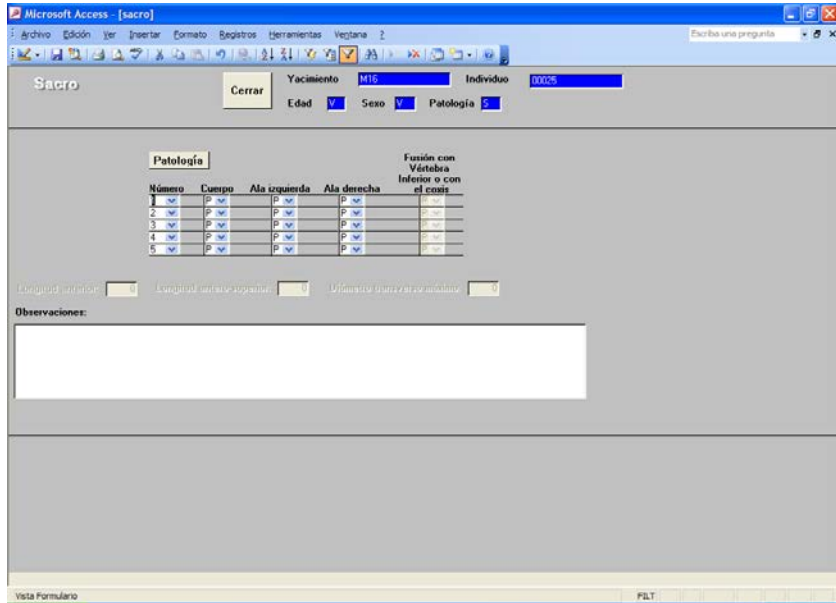 Microsoft Access - [sacro]
Archivo Edición Ver Insertar Formato Registros Herramientas Ventana ?
Escriba una pregunta
Sacro
Cerrar
Yacimiento M16 Individuo 00025
Edad V Sexo V Patología S
Patología
Fusión con
Vértebra
Inferior o con
el coxis
Número Cuerpo Ala izquierda Ala derecha
1 P P P P
2 P P P P
3 P P P P
4 P P P P
5 P P P P
Longitud anterior: 0 Longitud antero-superior: 0 Diámetro transverso máximo: 0
Observaciones:
Vista Formulario
FILT